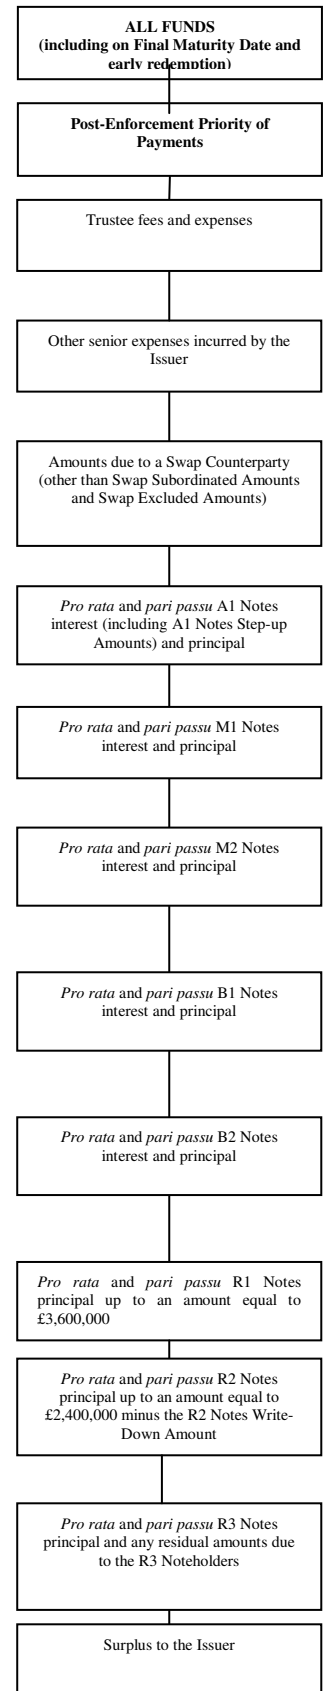 ALL FUNDS
(including on Final Maturity Date and
early redemption)
Post-Enforcement Priority of
Payments
Trustee fees and expenses
Other senior expenses incurred by the
Issuer
Amounts due to a Swap Counterparty
(other than Swap Subordinated Amounts
and Swap Excluded Amounts)
Pro rata and pari passu A1 Notes
interest (including A1 Notes Step-up
Amounts) and principal
Pro rata and pari passu M1 Notes
interest and principal
Pro rata and pari passu M2 Notes
interest and principal
Pro rata and pari passu B1 Notes
interest and principal
Pro rata and pari passu B2 Notes
interest and principal
Pro rata and pari passu R1 Notes
principal up to an amount equal to
£3,600,000
Pro rata and pari passu R2 Notes
principal up to an amount equal to
£2,400,000 minus the R2 Notes Write-
Down Amount
Pro rata and pari passu R3 Notes
principal and any residual amounts due
to the R3 Noteholders
Surplus to the Issuer